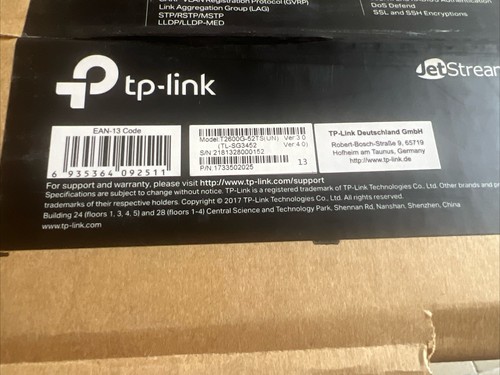 Registration Protocol (GVRP)
Link Aggregation Group (LAG)
STP/RSTP/MSTP
LLDP/LLDP-MED
DoS Defend
SSL and SSH Encryptions
tp-link
JetStream
EAN-13 Code
6 935364 092511
Model:T2600G-52TS(UN) Ver:3.0
(TL-SG3452 Ver:4.0)
S/N:2181328000152
P/N:1733502025
13
TP-Link Deutschland GmbH
Robert-Bosch-Straße 9, 65719
Hofheim am Taunus, Germany
http://www.tp-link.de
For support and warranty, please visit http://www.tp-link.com/support
Specifications are subject to change without notice. TP-Link is a registered trademark of TP-Link Technologies Co., Ltd. Other brands and
trademarks of their respective holders. Copyright © 2017 TP-Link Technologies Co., Ltd. All rights reserved.
Building 24 (floors 1, 3, 4, 5) and 28 (floors 1-4) Central Science and Technology Park, Shennan Rd, Nanshan, Shenzhen, China
www.tp-link.com